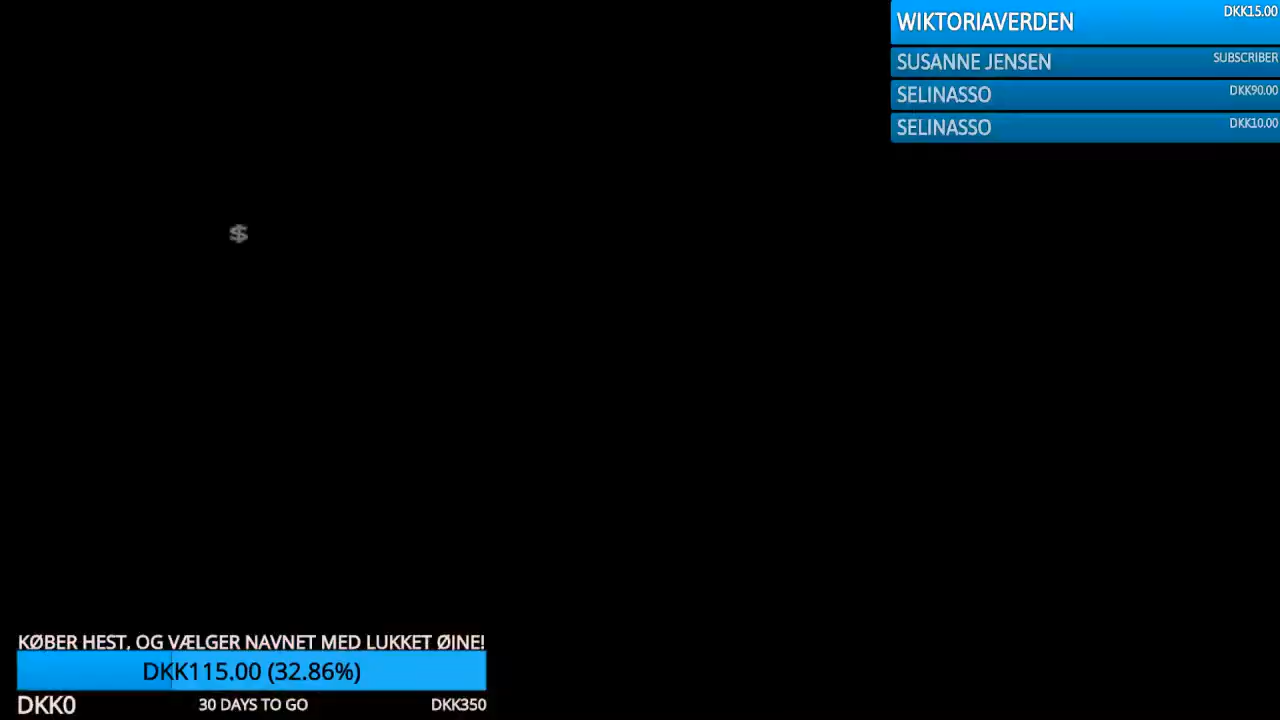 WIKTORIAVERDEN DKK15.00
SUSANNE JENSEN SUBSCRIBER
SELINASSO DKK90.00
SELINASSO DKK10.00
$
KØBER HEST, OG VÆLGER NAVNET MED LUKKET ØJNE!
DKK115.00 (32.86%)
DKK0 30 DAYS TO GO DKK350